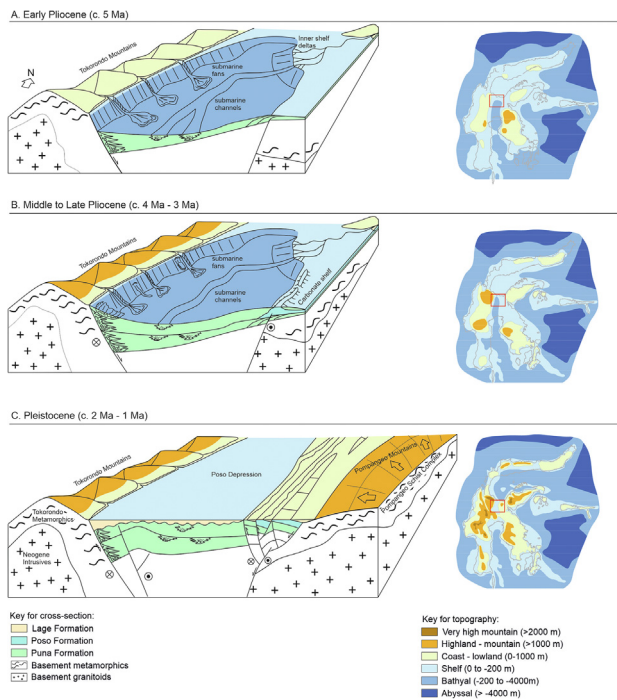 A. Early Pliocene (c. 5 Ma)
Tokorondo Mountains
Inner shelf
deltas
N
submarine
fans
submarine
channels
B. Middle to Late Pliocene (c. 4 Ma - 3 Ma)
Tokorondo Mountains
submarine
fans
submarine
channels
Carbonate shelf
C. Pleistocene (c. 2 Ma - 1 Ma)
Tokorondo Mountains
Poso Depression
Pompangeo Mountains
Pompangeo Schist Complex
Tokorondo
Metamorphics
Neogene
Intrusives
Key for cross-section:
Lage Formation
Poso Formation
Puna Formation
Basement metamorphics
Basement granitoids
Key for topography:
Very high mountain (>2000 m)
Highland - mountain (>1000 m)
Coast - lowland (0-1000 m)
Shelf (0 to -200 m)
Bathyal (-200 to -4000m)
Abyssal (> -4000 m)